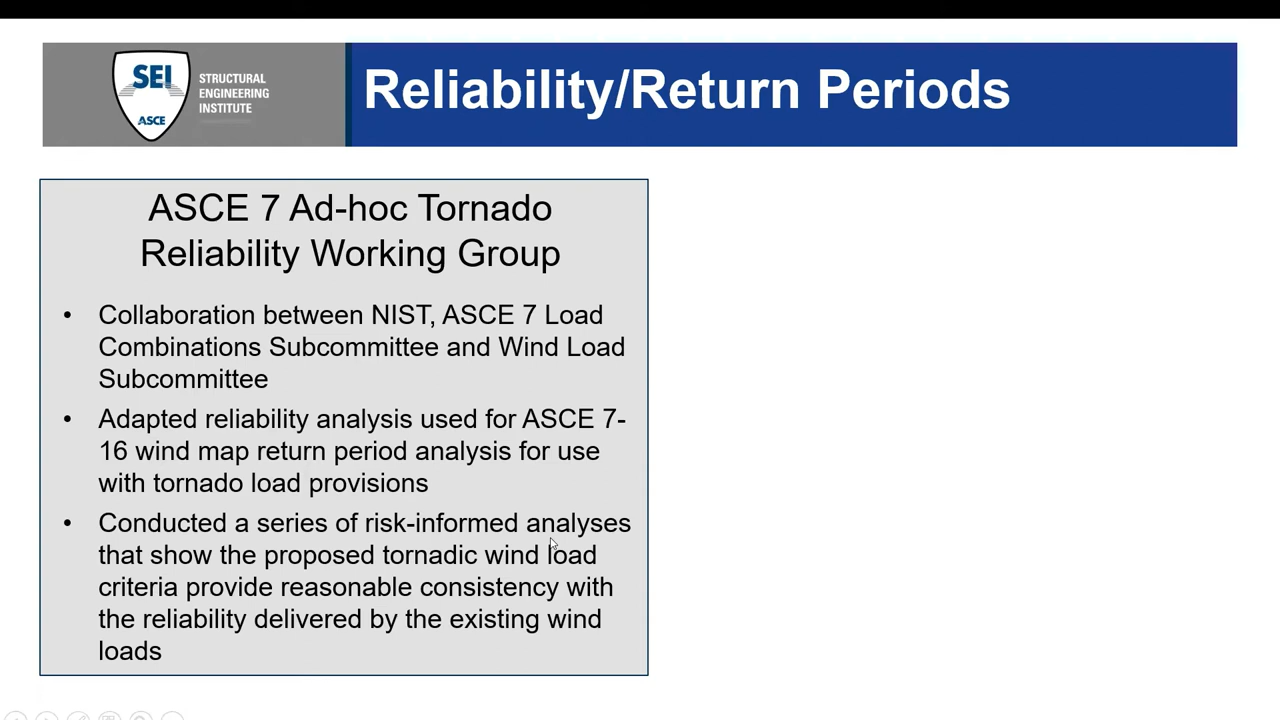 SEI
ASCE
STRUCTURAL
ENGINEERING
INSTITUTE
Reliability/Return Periods
ASCE 7 Ad-hoc Tornado
Reliability Working Group
• Collaboration between NIST, ASCE 7 Load
Combinations Subcommittee and Wind Load
Subcommittee
• Adapted reliability analysis used for ASCE 7-
16 wind map return period analysis for use
with tornado load provisions
• Conducted a series of risk-informed analyses
that show the proposed tornadic wind load
criteria provide reasonable consistency with
the reliability delivered by the existing wind
loads